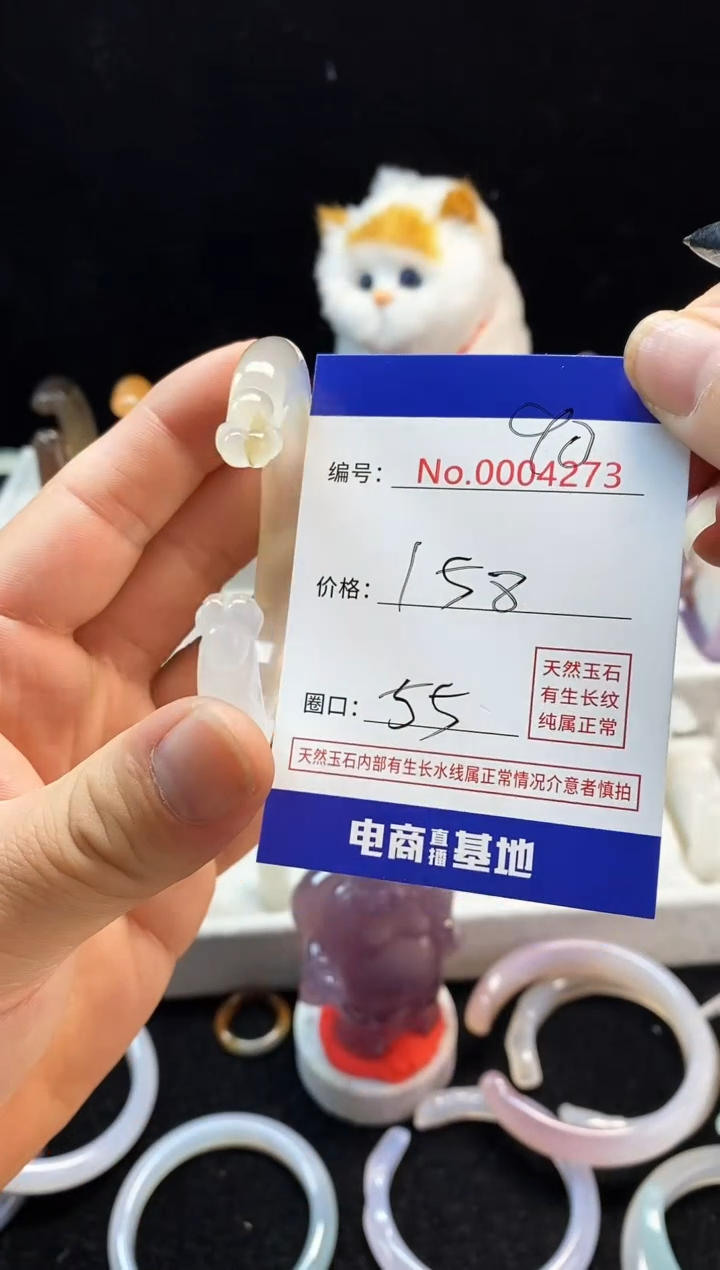 90
编号：No.0004273
价格：158
圈口：55
天然玉石
有生长纹
纯属正常
天然玉石内部有生长水线属正常情况介意者慎拍
电商直播基地